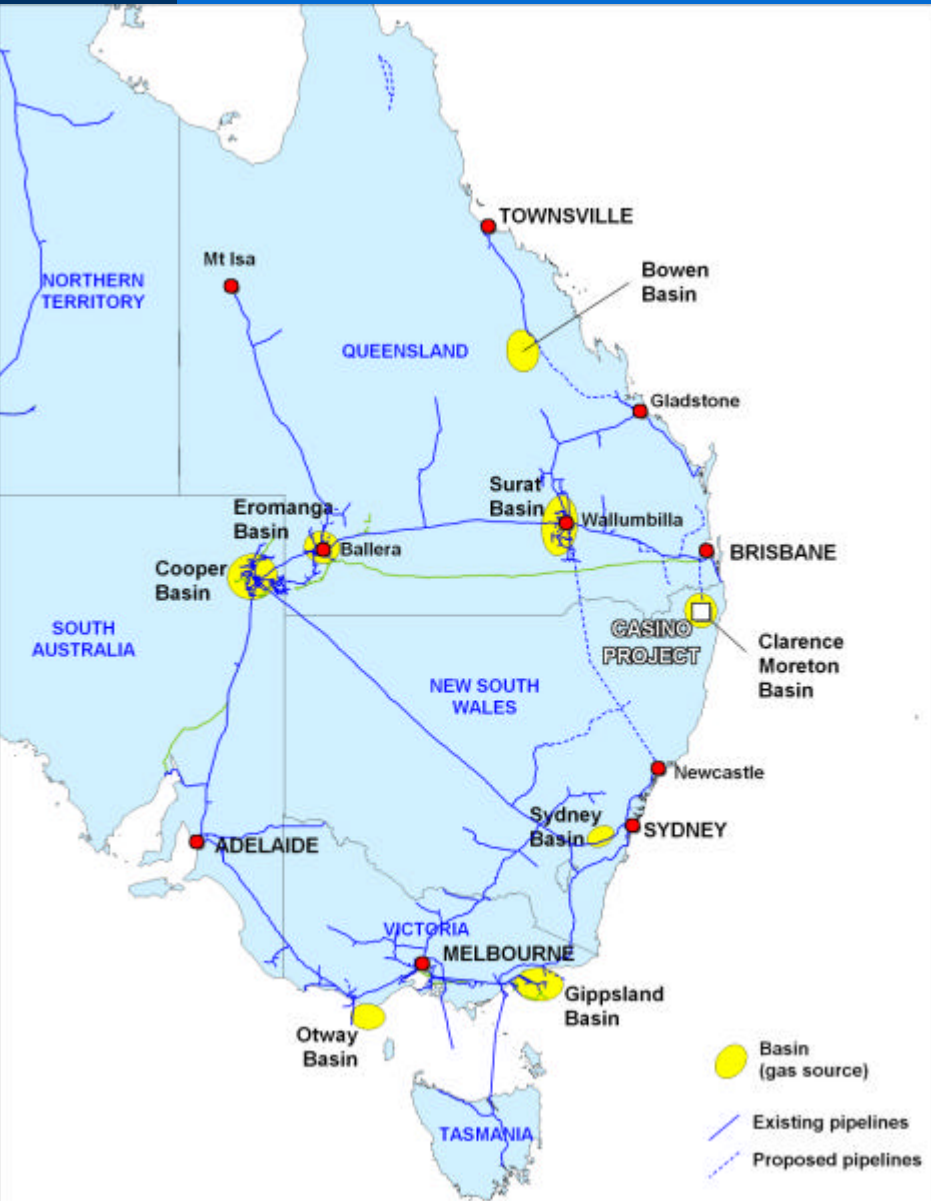 TOWNSVILLE
Mt Isa
Bowen
Basin
NORTHERN
TERRITORY
QUEENSLAND
Gladstone
Surat
Basin
Eromanga
Basin
Wallumbilla
Ballera
BRISBANE
Cooper
Basin
SOUTH
AUSTRALIA
CASINO
PROJECT
Clarence
Moreton
Basin
NEW SOUTH
WALES
Newcastle
Sydney
Basin
SYDNEY
ADELAIDE
VICTORIA
MELBOURNE
Gippsland
Basin
Otway
Basin
TASMANIA
Basin
(gas source)
Existing pipelines
Proposed pipelines